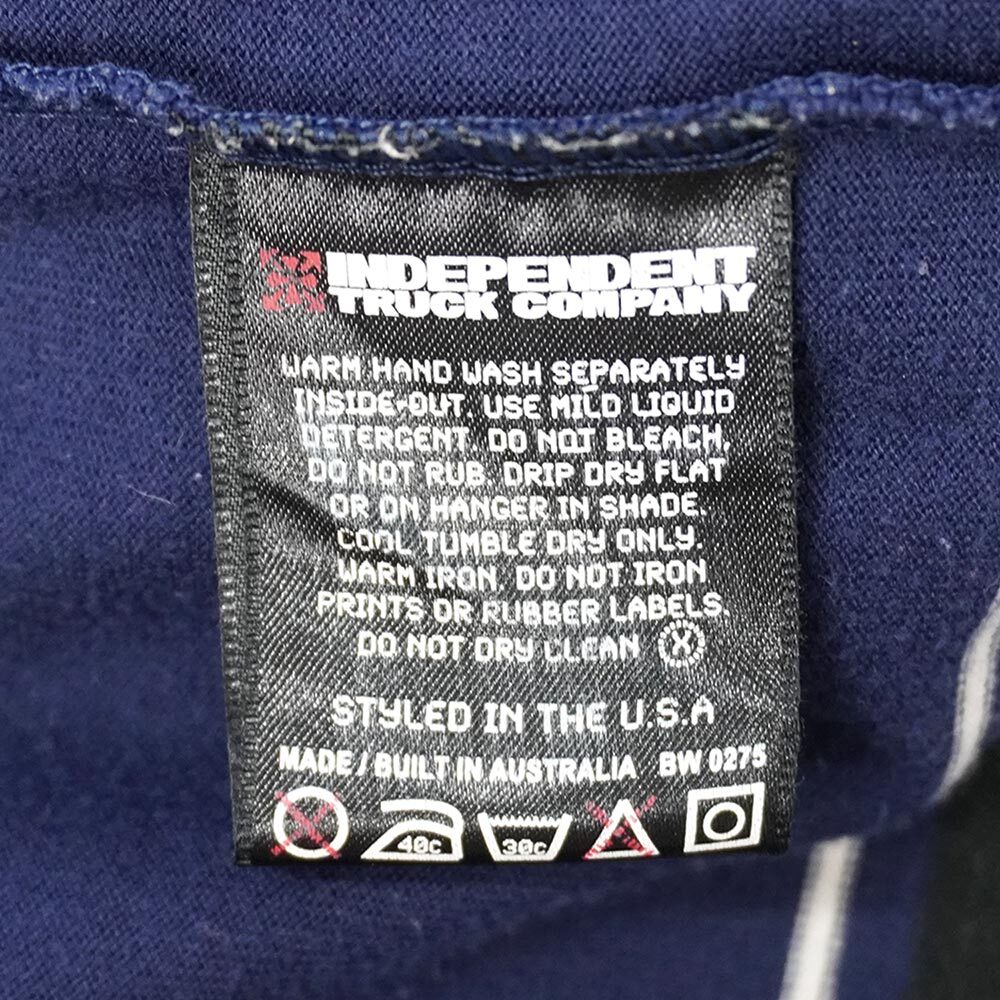 INDEPENDENT
TRUCK COMPANY
WARM HAND WASH SEPARATELY
INSIDE-OUT. USE MILD LIQUID
DETERGENT. DO NOT BLEACH.
DO NOT RUB. DRIP DRY FLAT
OR ON HANGER IN SHADE.
COOL TUMBLE DRY ONLY.
WARM IRON. DO NOT IRON
PRINTS OR RUBBER LABELS.
DO NOT DRY CLEAN X
STYLED IN THE U.S.A
MADE / BUILT IN AUSTRALIA BW 0275
40C 30C